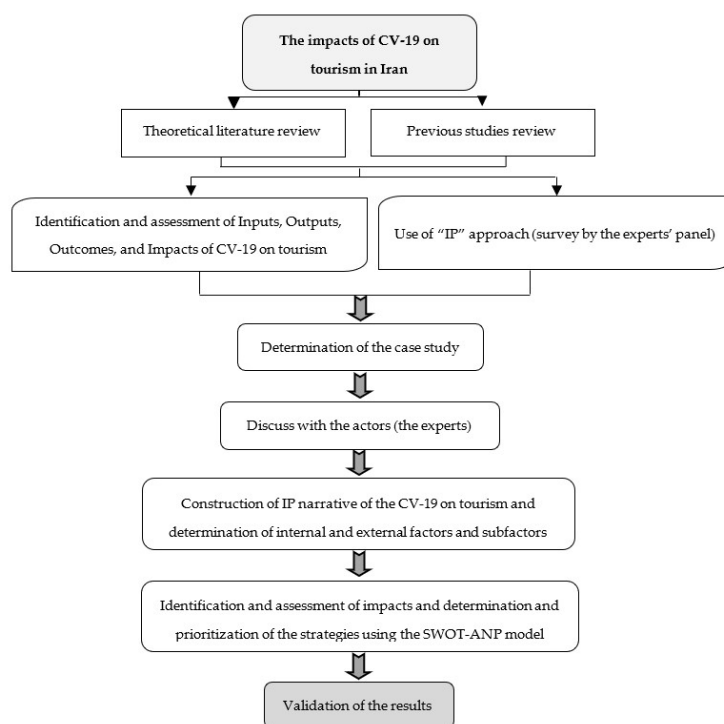 The impacts of CV-19 on
tourism in Iran
Theoretical literature review
Previous studies review
Identification and assessment of Inputs, Outputs,
Outcomes, and Impacts of CV-19 on tourism
Use of “IP” approach (survey by the experts’ panel)
Determination of the case study
Discuss with the actors (the experts)
Construction of IP narrative of the CV-19 on tourism and
determination of internal and external factors and subfactors
Identification and assessment of impacts and determination and
prioritization of the strategies using the SWOT-ANP model
Validation of the results